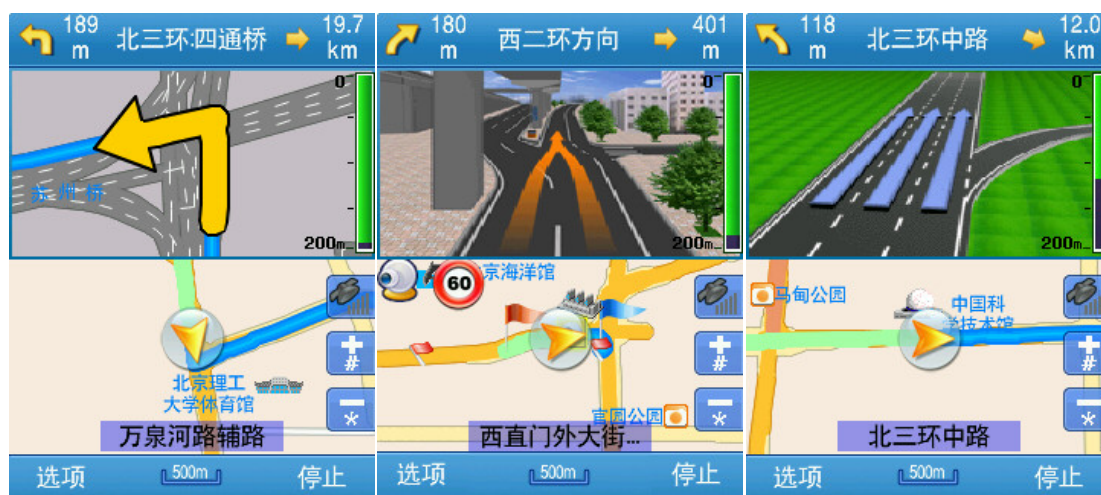 189
m
北三环:四通桥
19.7
km
0
苏州桥
200m
北京理工
大学体育馆
+
#
-
*
万泉河路辅路
选项
500m
停止
180
m
西二环方向
401
m
0
200m
60
京海洋馆
+
#
-
*
官园公园
西直门外大街...
选项
500m
停止
118
m
北三环中路
12.0
km
0
200m
马甸公园
中国科
学技术馆
+
#
-
*
北三环中路
选项
500m
停止